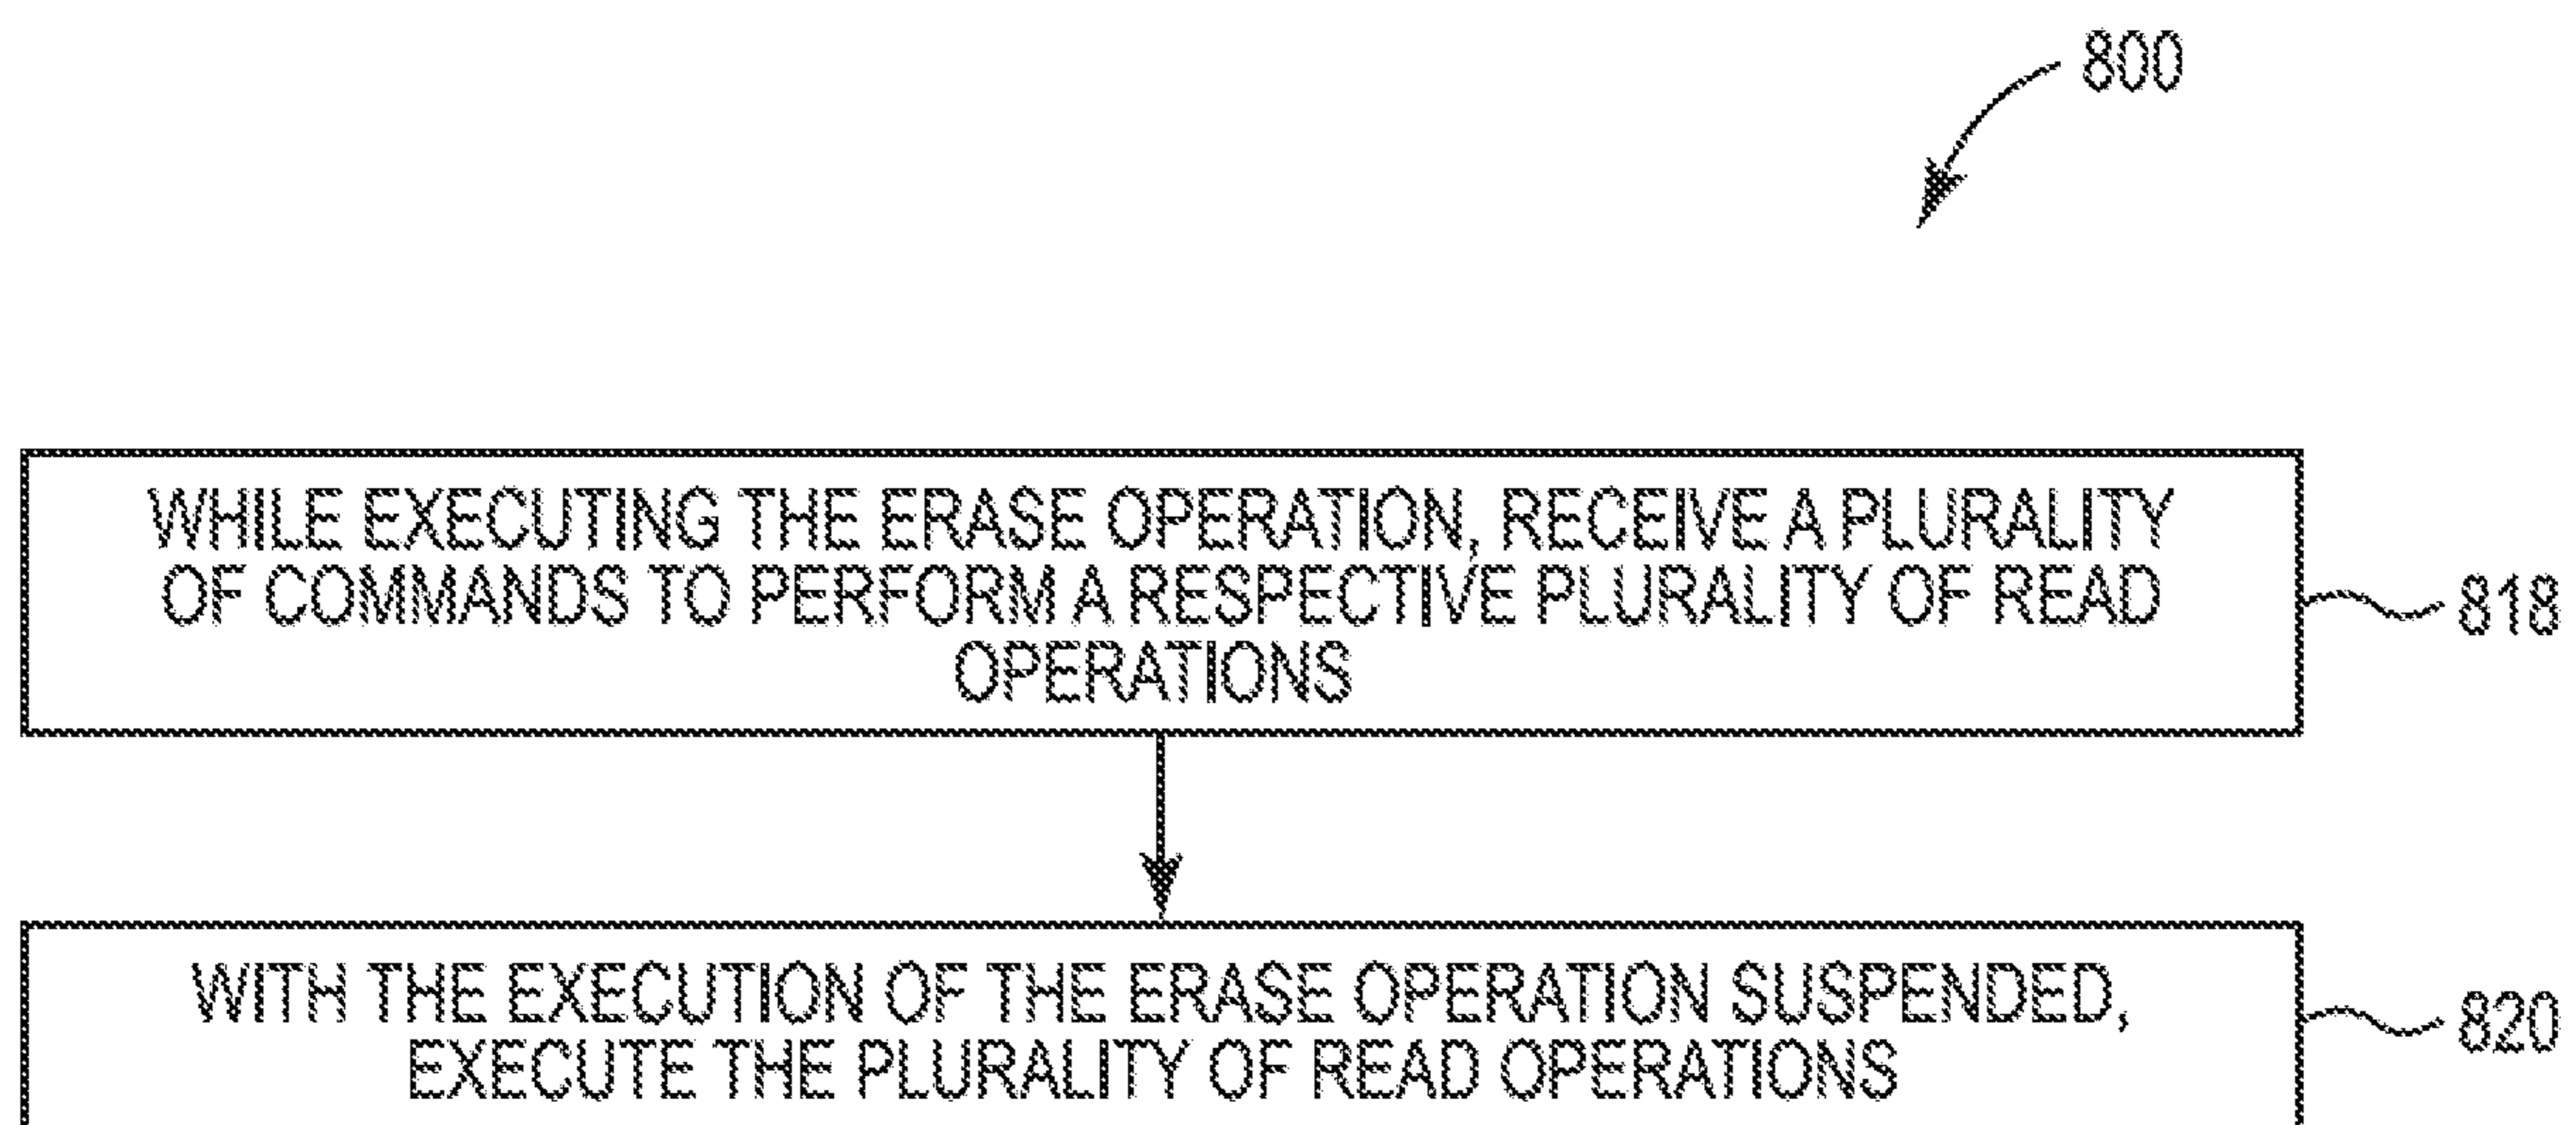 800
WHILE EXECUTING THE ERASE OPERATION, RECEIVE A PLURALITY
OF COMMANDS TO PERFORM A RESPECTIVE PLURALITY OF READ
OPERATIONS
818
WITH THE EXECUTION OF THE ERASE OPERATION SUSPENDED,
EXECUTE THE PLURALITY OF READ OPERATIONS
820